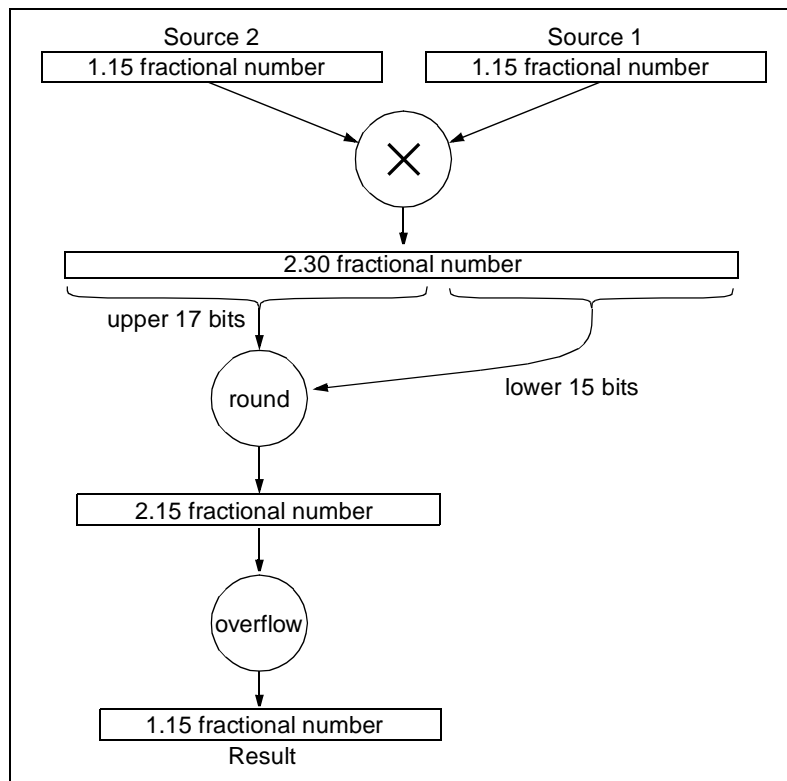 Source 2
Source 1
1.15 fractional number
1.15 fractional number
2.30 fractional number
upper 17 bits
lower 15 bits
round
2.15 fractional number
overflow
1.15 fractional number
Result